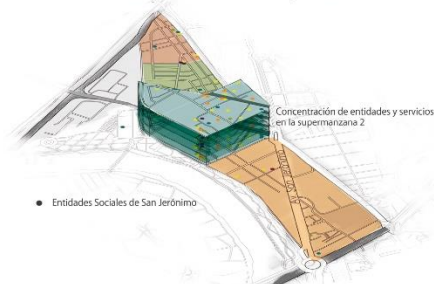 Concentración de entidades y servicios
en la supermanzana 2
Entidades Sociales de San Jerónimo